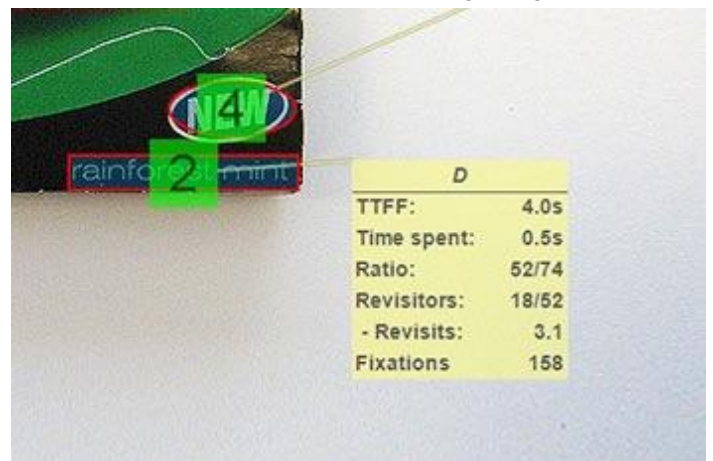 NEW
4
rainforest mint
2
D
TTFF: 4.0s
Time spent: 0.5s
Ratio: 52/74
Revisitors: 18/52
- Revisits: 3.1
Fixations 158